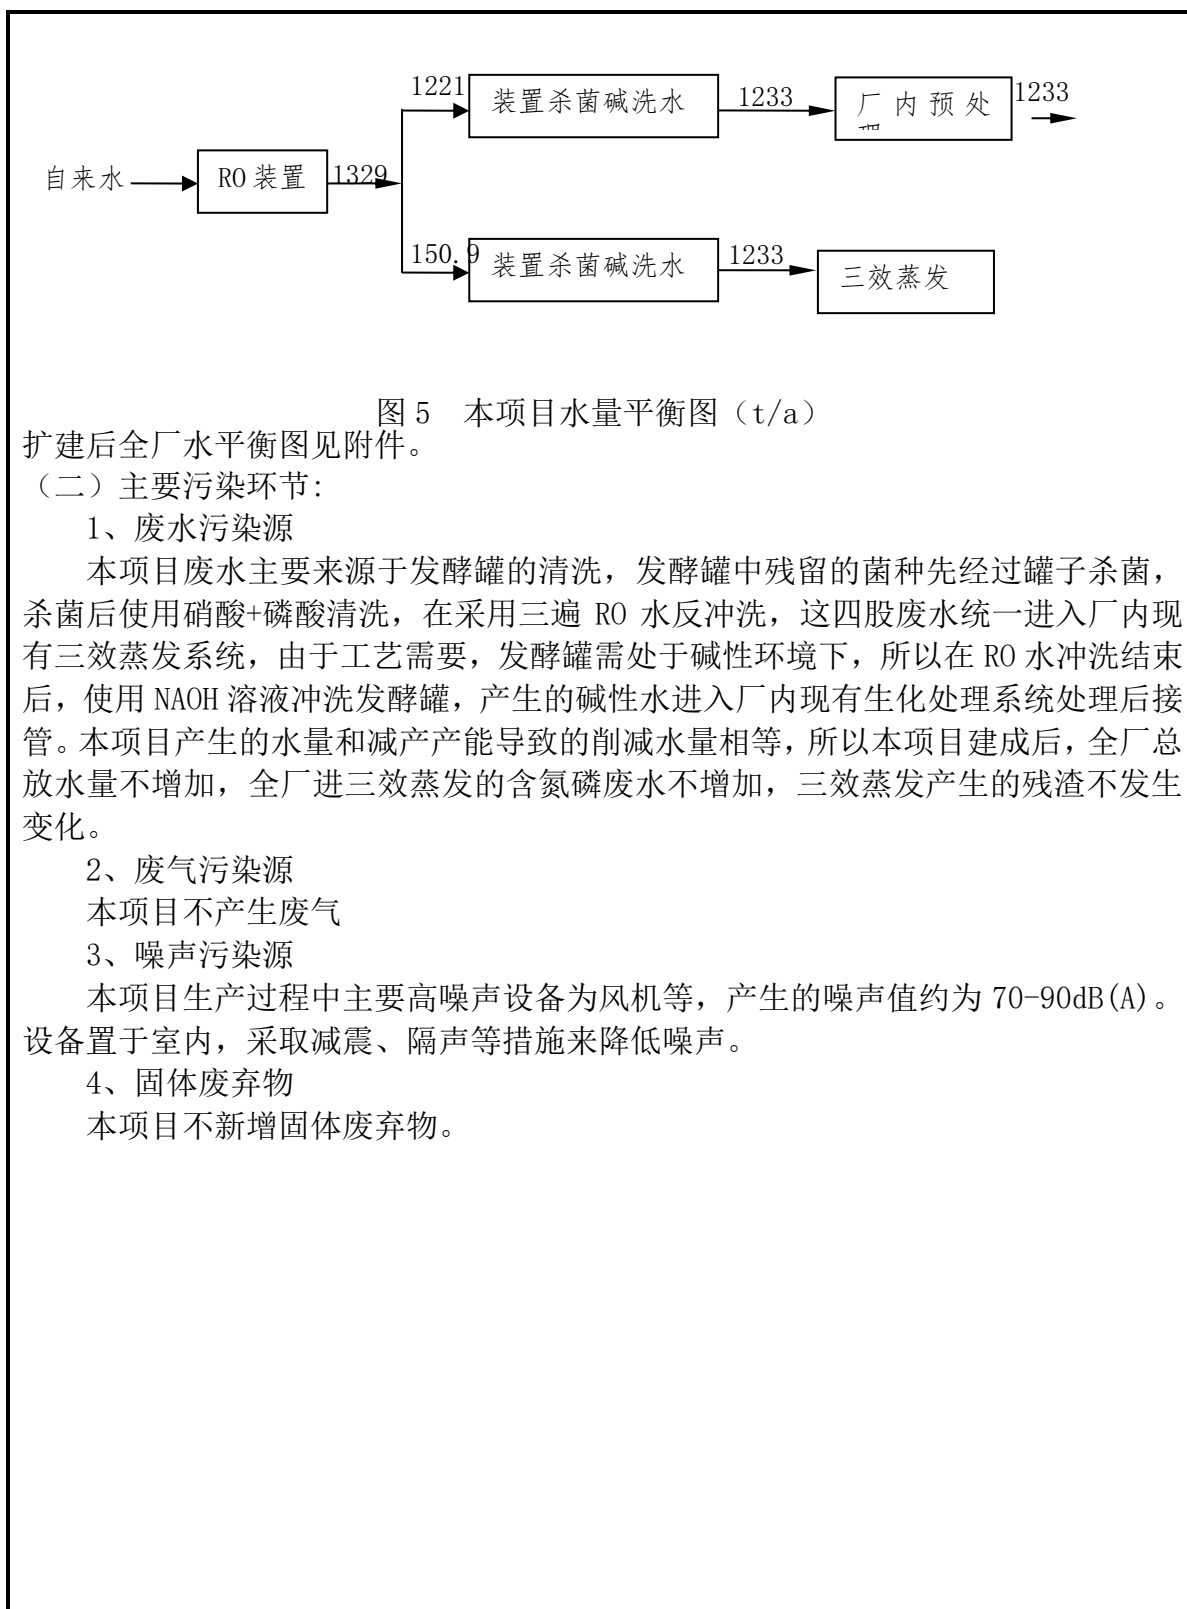 1221
装置杀菌碱洗水
1233
厂内预处
1233
自来水
RO 装置
1329
150.9
装置杀菌碱洗水
1233
三效蒸发
图 5 本项目水量平衡图（t/a）
扩建后全厂水平衡图见附件。
（二）主要污染环节:
1、废水污染源
本项目废水主要来源于发酵罐的清洗，发酵罐中残留的菌种先经过罐子杀菌，
杀菌后使用硝酸+磷酸清洗，在采用三遍 RO 水反冲洗，这四股废水统一进入厂内现
有三效蒸发系统，由于工艺需要，发酵罐需处于碱性环境下，所以在 RO 水冲洗结束
后，使用 NAOH 溶液冲洗发酵罐，产生的碱性水进入厂内现有生化处理系统处理后接
管。本项目产生的水量和减产产能导致的削减水量相等，所以本项目建成后，全厂总
放水量不增加，全厂进三效蒸发的含氮磷废水不增加，三效蒸发产生的残渣不发生
变化。
2、废气污染源
本项目不产生废气
3、噪声污染源
本项目生产过程中主要高噪声设备为风机等，产生的噪声值约为 70-90dB(A)。
设备置于室内，采取减震、隔声等措施来降低噪声。
4、固体废弃物
本项目不新增固体废弃物。